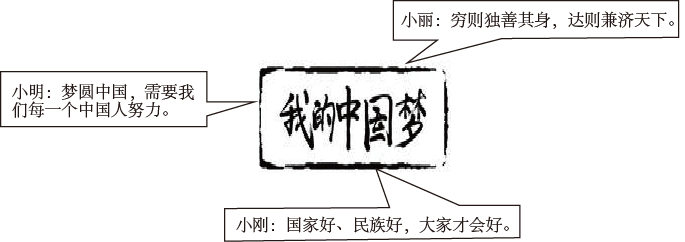 小丽：穷则独善其身，达则兼济天下。
小明：梦圆中国，需要我
们每一个中国人努力。
我的中国梦
小刚：国家好、民族好，大家才会好。